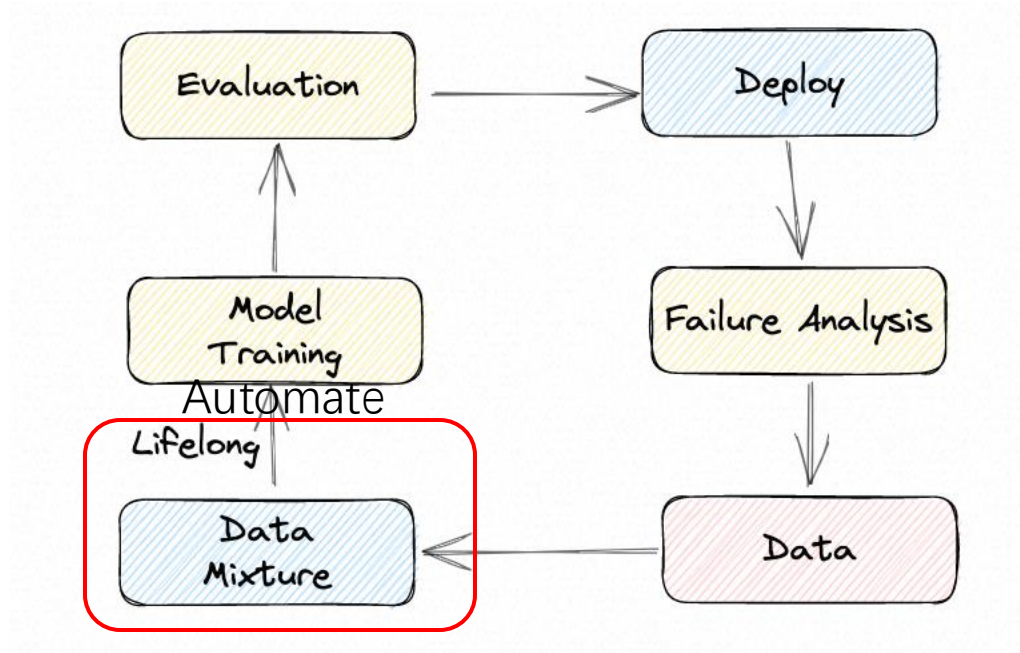 Evaluation
Deploy
Model
Training
Failure Analysis
Automate
Lifelong
Data
Mixture
Data